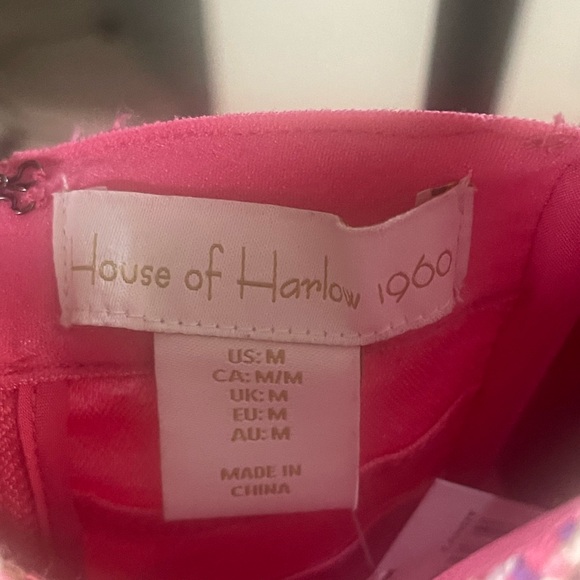 House of Harlow 1960
US: M
CA: M/M
UK: M
EU: M
AU: M
MADE IN
CHINA